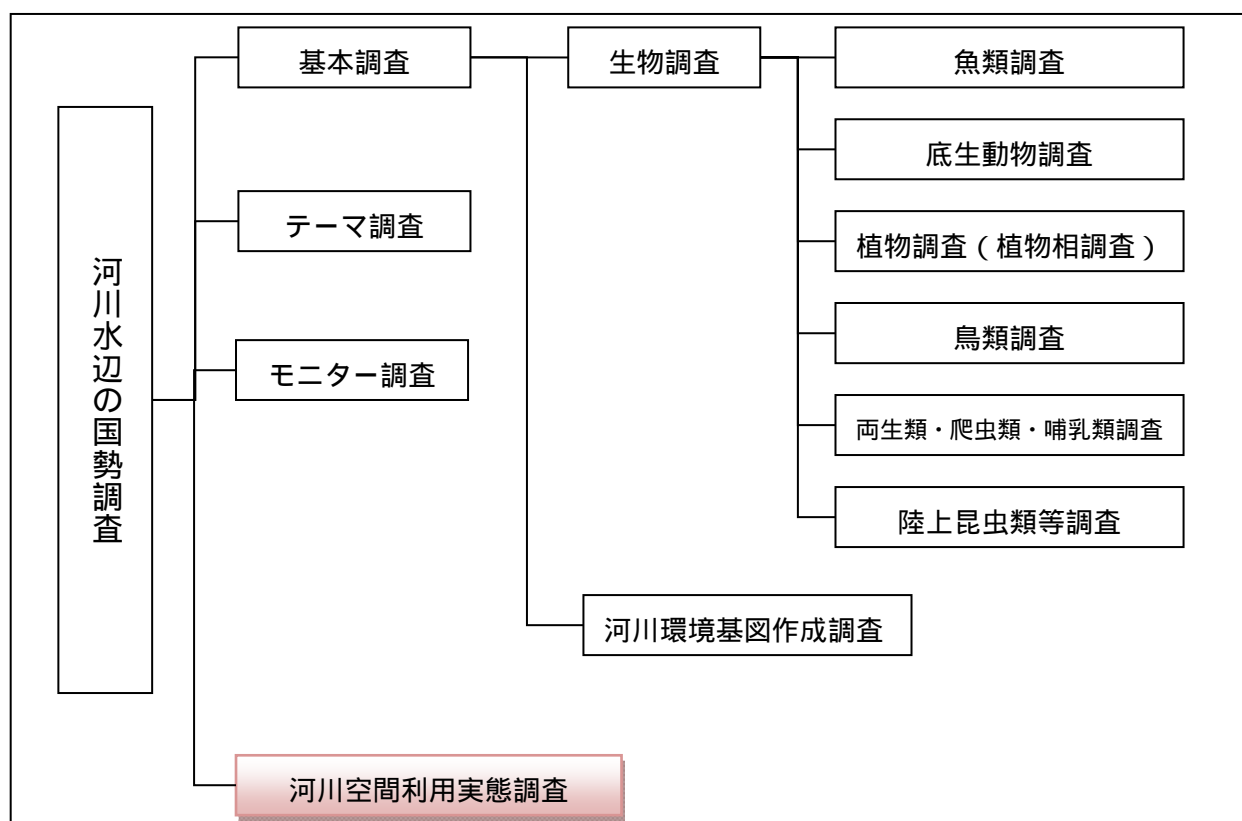 河川水辺の国勢調査
基本調査
生物調査
魚類調査
底生動物調査
植物調査(植物相調査)
鳥類調査
両生類・爬虫類・哺乳類調査
陸上昆虫類等調査
河川環境基図作成調査
テーマ調査
モニター調査
河川空間利用実態調査